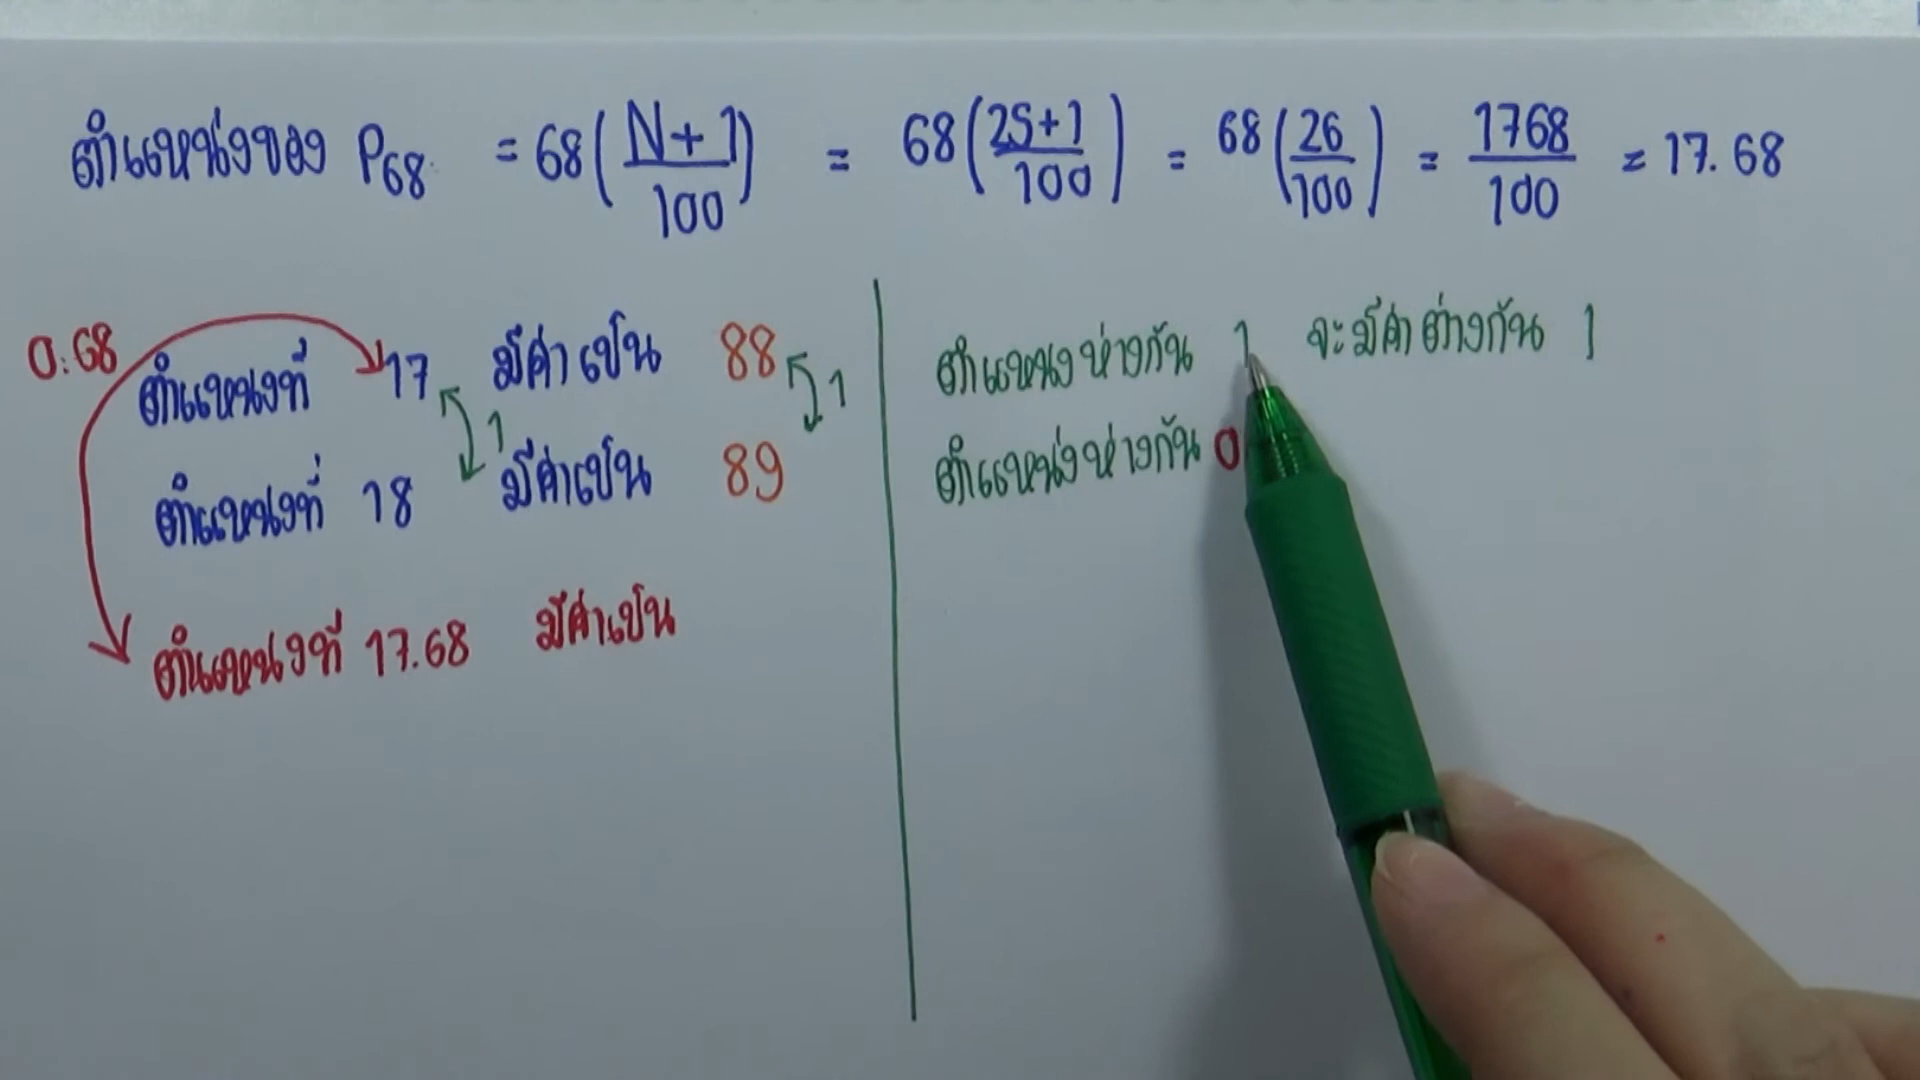 ตำแหน่งของ P68 = 68(N+1/100) = 68(25+1/100) = 68(26/100) = 1768/100 = 17.68
0.68
ตำแหน่งที่ 17 มีค่าเป็น 88
1 1
ตำแหน่งที่ 18 มีค่าเป็น 89
ตำแหน่งที่ 17.68 มีค่าเป็น
ตำแหน่งห่างกัน 1 จะมีค่าต่างกัน 1
ตำแหน่งห่างกัน 0